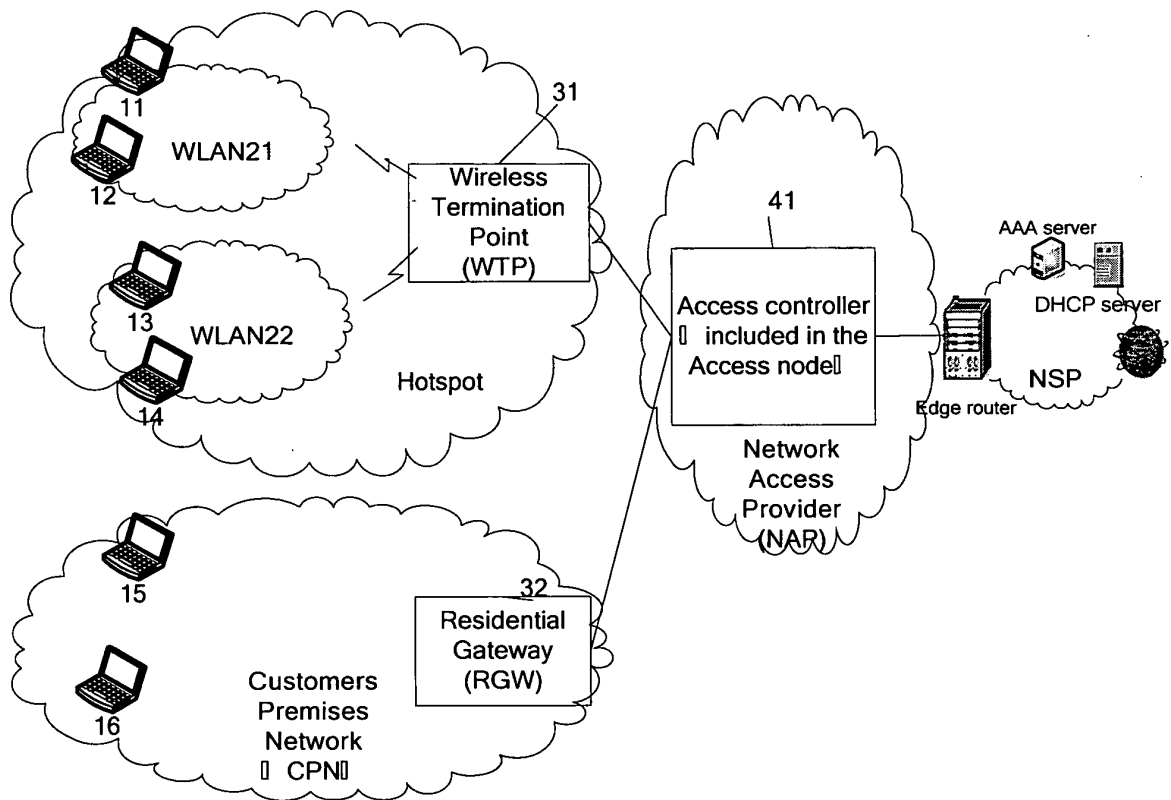 11
WLAN21
12
31
Wireless
Termination
Point
(WTP)
13
WLAN22
14
Hotspot
41
Access controller
▯ included in the
Access node▯
Network
Access
Provider
(NAP)
AAA server
DHCP server
NSP
Edge router
15
16
32
Residential
Gateway
(RGW)
Customers
Premises
Network
▯ CPN▯